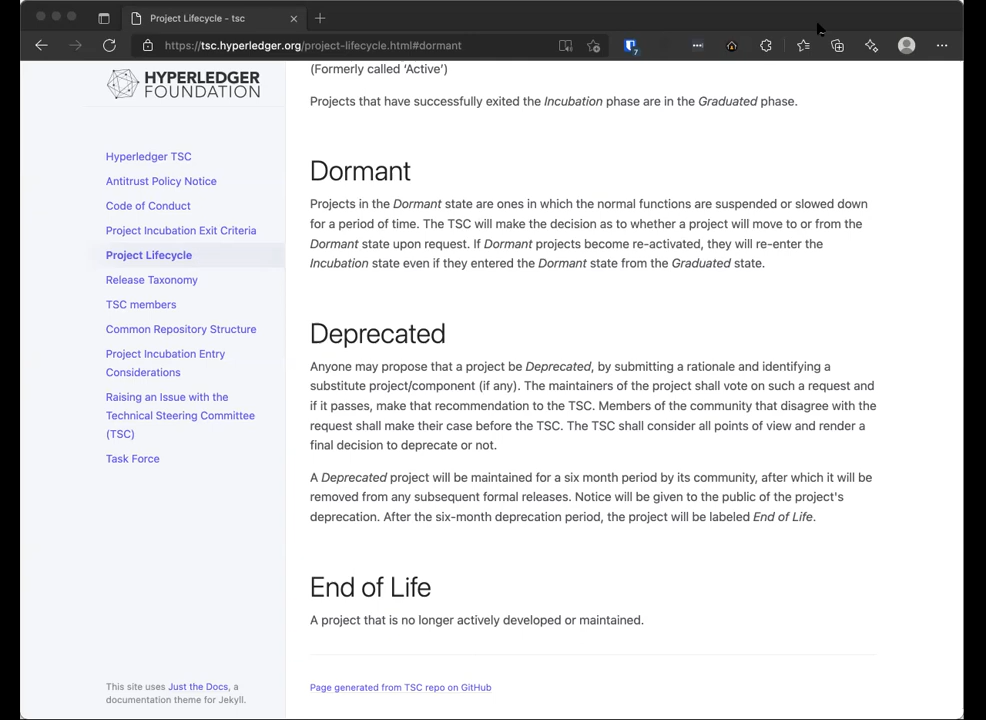 Project Lifecycle - tsc
https://tsc.hyperledger.org/project-lifecycle.html#dormant
7
HYPERLEDGER
FOUNDATION
Hyperledger TSC
Antitrust Policy Notice
Code of Conduct
Project Incubation Exit Criteria
Project Lifecycle
Release Taxonomy
TSC members
Common Repository Structure
Project Incubation Entry
Considerations
Raising an Issue with the
Technical Steering Committee
(TSC)
Task Force
This site uses Just the Docs, a
documentation theme for Jekyll.
(Formerly called ‘Active’)
Projects that have successfully exited the Incubation phase are in the Graduated phase.
Dormant
Projects in the Dormant state are ones in which the normal functions are suspended or slowed down
for a period of time. The TSC will make the decision as to whether a project will move to or from the
Dormant state upon request. If Dormant projects become re-activated, they will re-enter the
Incubation state even if they entered the Dormant state from the Graduated state.
Deprecated
Anyone may propose that a project be Deprecated, by submitting a rationale and identifying a
substitute project/component (if any). The maintainers of the project shall vote on such a request and
if it passes, make that recommendation to the TSC. Members of the community that disagree with the
request shall make their case before the TSC. The TSC shall consider all points of view and render a
final decision to deprecate or not.
A Deprecated project will be maintained for a six month period by its community, after which it will be
removed from any subsequent formal releases. Notice will be given to the public of the project's
deprecation. After the six-month deprecation period, the project will be labeled End of Life.
End of Life
A project that is no longer actively developed or maintained.
Page generated from TSC repo on GitHub